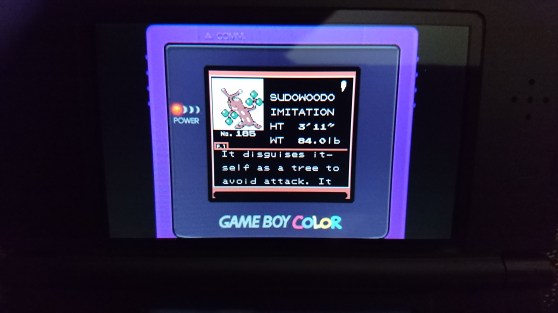 COMM.
POWER
SUDOWOODO
IMITATION
HT 3'11"
WT 84.0lb
No.185
P.1
It disguises it-
self as a tree to
avoid attack. It
GAME BOY COLOR